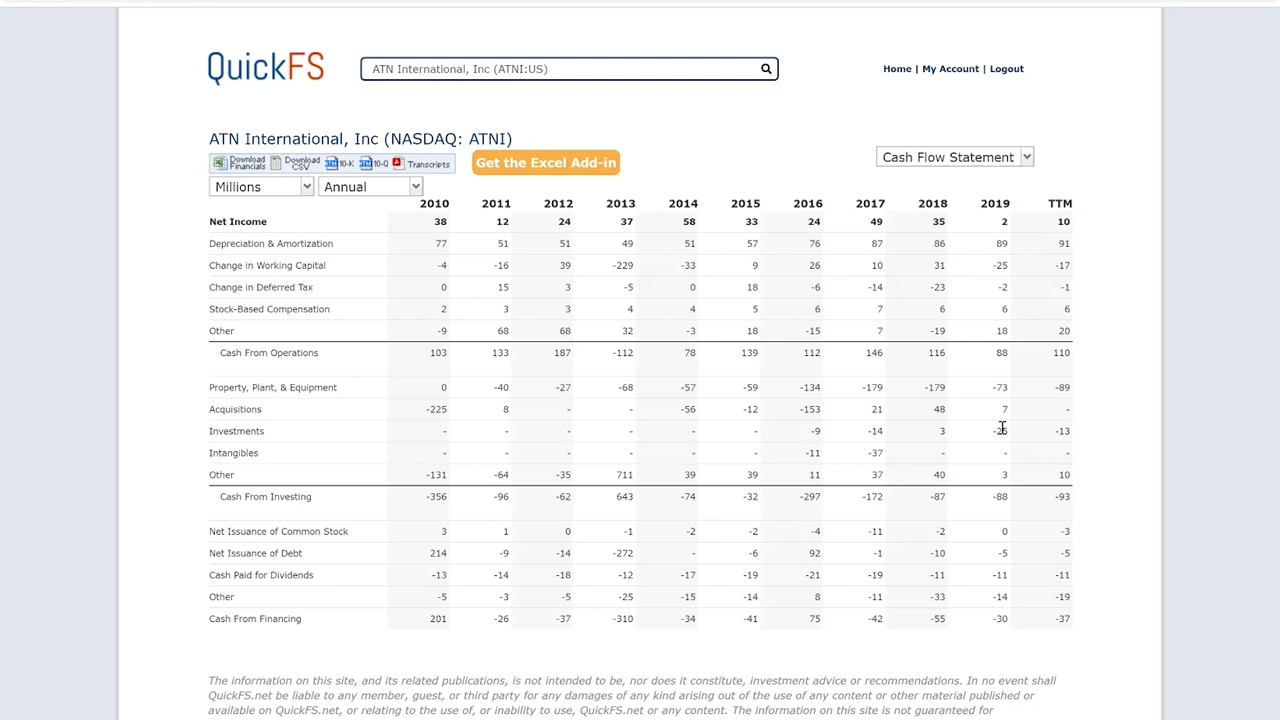 QuickFS
ATN International, Inc (ATNI:US)
Home | My Account | Logout
ATN International, Inc (NASDAQ: ATNI)
Download Financials Download CSV 10-K 10-Q Transcripts
Get the Excel Add-in
Cash Flow Statement
Millions Annual
2010 2011 2012 2013 2014 2015 2016 2017 2018 2019 TTM
Net Income 38 12 24 37 58 33 24 49 35 2 10
Depreciation & Amortization 77 51 51 49 51 57 76 87 86 89 91
Change in Working Capital -4 -16 39 -229 -33 9 26 10 31 -25 -17
Change in Deferred Tax 0 15 3 -5 0 18 -6 -14 -23 -2 -1
Stock-Based Compensation 2 3 3 4 4 5 6 7 6 6 6
Other -9 68 68 32 -3 18 -15 7 -19 18 20
Cash From Operations 103 133 187 -112 78 139 112 146 116 88 110
Property, Plant, & Equipment 0 -40 -27 -68 -57 -59 -134 -179 -179 -73 -89
Acquisitions -225 8 - - -56 -12 -153 21 48 7 -
Investments - - - - - - -9 -14 3 -25 -13
Intangibles - - - - - - -11 -37 - - -
Other -131 -64 -35 711 39 39 11 37 40 3 10
Cash From Investing -356 -96 -62 643 -74 -32 -297 -172 -87 -88 -93
Net Issuance of Common Stock 3 1 0 -1 -2 -2 -4 -11 -2 0 -3
Net Issuance of Debt 214 -9 -14 -272 - -6 92 -1 -10 -5 -5
Cash Paid for Dividends -13 -14 -18 -12 -17 -19 -21 -19 -11 -11 -11
Other -5 -3 -5 -25 -15 -14 8 -11 -33 -14 -19
Cash From Financing 201 -26 -37 -310 -34 -41 75 -42 -55 -30 -37
The information on this site, and its related publications, is not intended to be, nor does it constitute, investment advice or recommendations. In no event shall
QuickFS.net be liable to any member, guest, or third party for any damages of any kind arising out of the use of any content or other material published or
available on QuickFS.net, or relating to the use of, or inability to use, QuickFS.net or any content. The information on this site is not guaranteed for